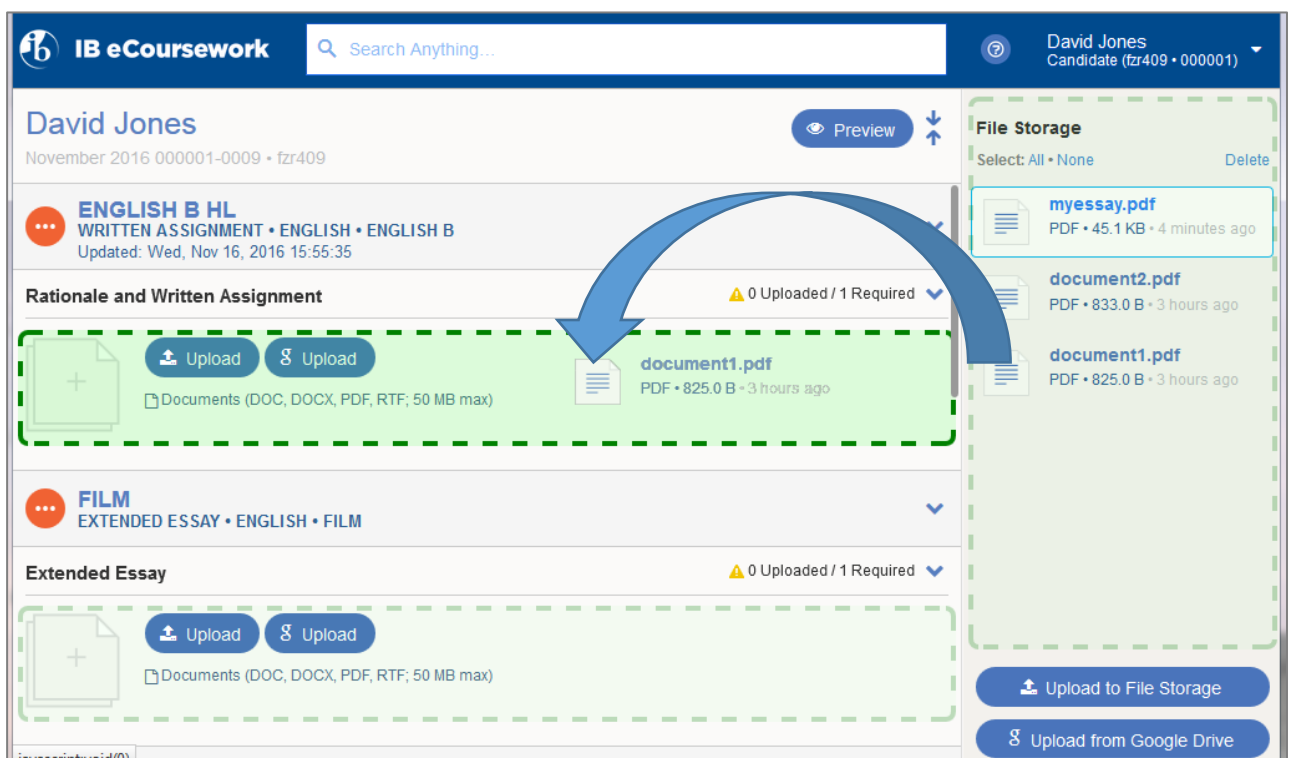 IB eCoursework
Search Anything...
David Jones
Candidate (fzr409 • 000001)
David Jones
November 2016 000001-0009 • fzr409
Preview
ENGLISH B HL
WRITTEN ASSIGNMENT • ENGLISH • ENGLISH B
Updated: Wed, Nov 16, 2016 15:55:35
Rationale and Written Assignment
0 Uploaded / 1 Required
Upload
g Upload
Documents (DOC, DOCX, PDF, RTF; 50 MB max)
document1.pdf
PDF • 825.0 B • 3 hours ago
FILM
EXTENDED ESSAY • ENGLISH • FILM
Extended Essay
0 Uploaded / 1 Required
Upload
g Upload
Documents (DOC, DOCX, PDF, RTF; 50 MB max)
File Storage
Select: All • None
Delete
myessay.pdf
PDF • 45.1 KB • 4 minutes ago
document2.pdf
PDF • 833.0 B • 3 hours ago
document1.pdf
PDF • 825.0 B • 3 hours ago
Upload to File Storage
g Upload from Google Drive